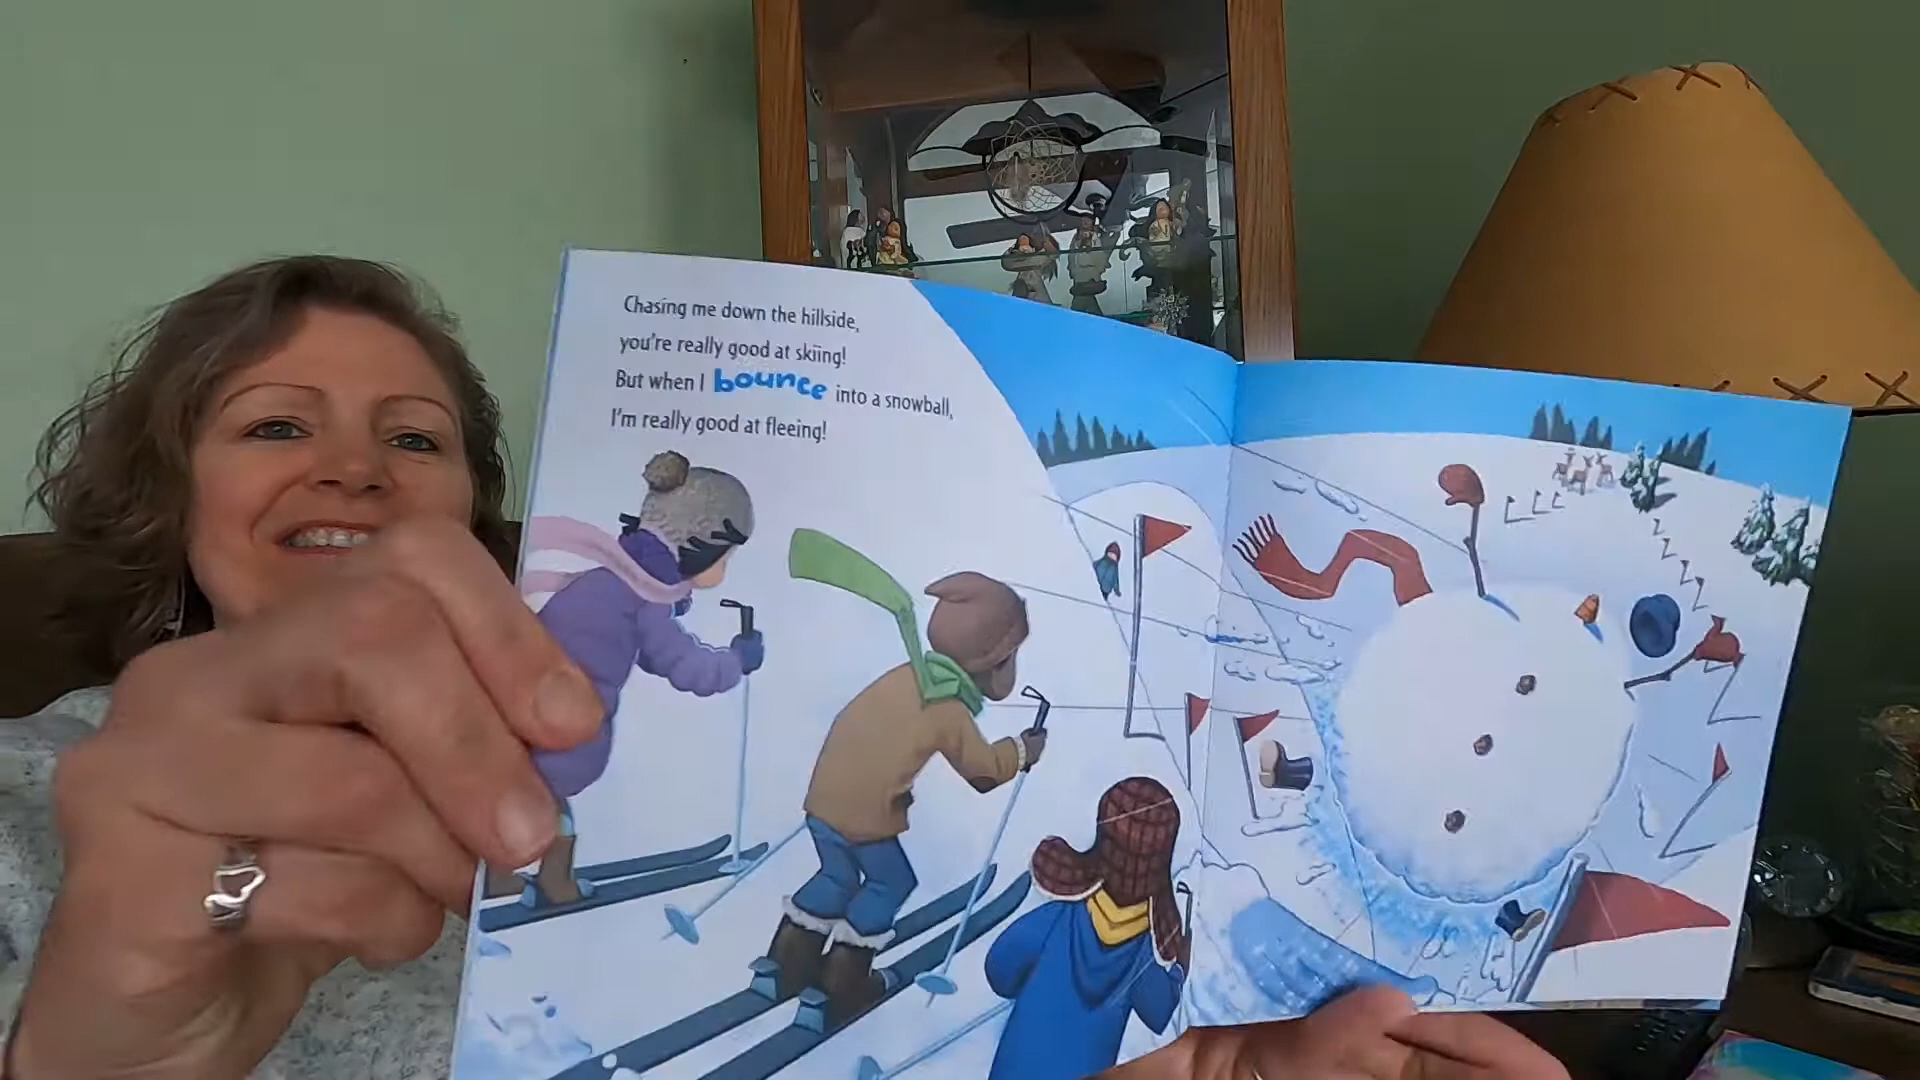 Chasing me down the hillside,
you're really good at skiing!
But when I bounce into a snowball,
I'm really good at fleeing!